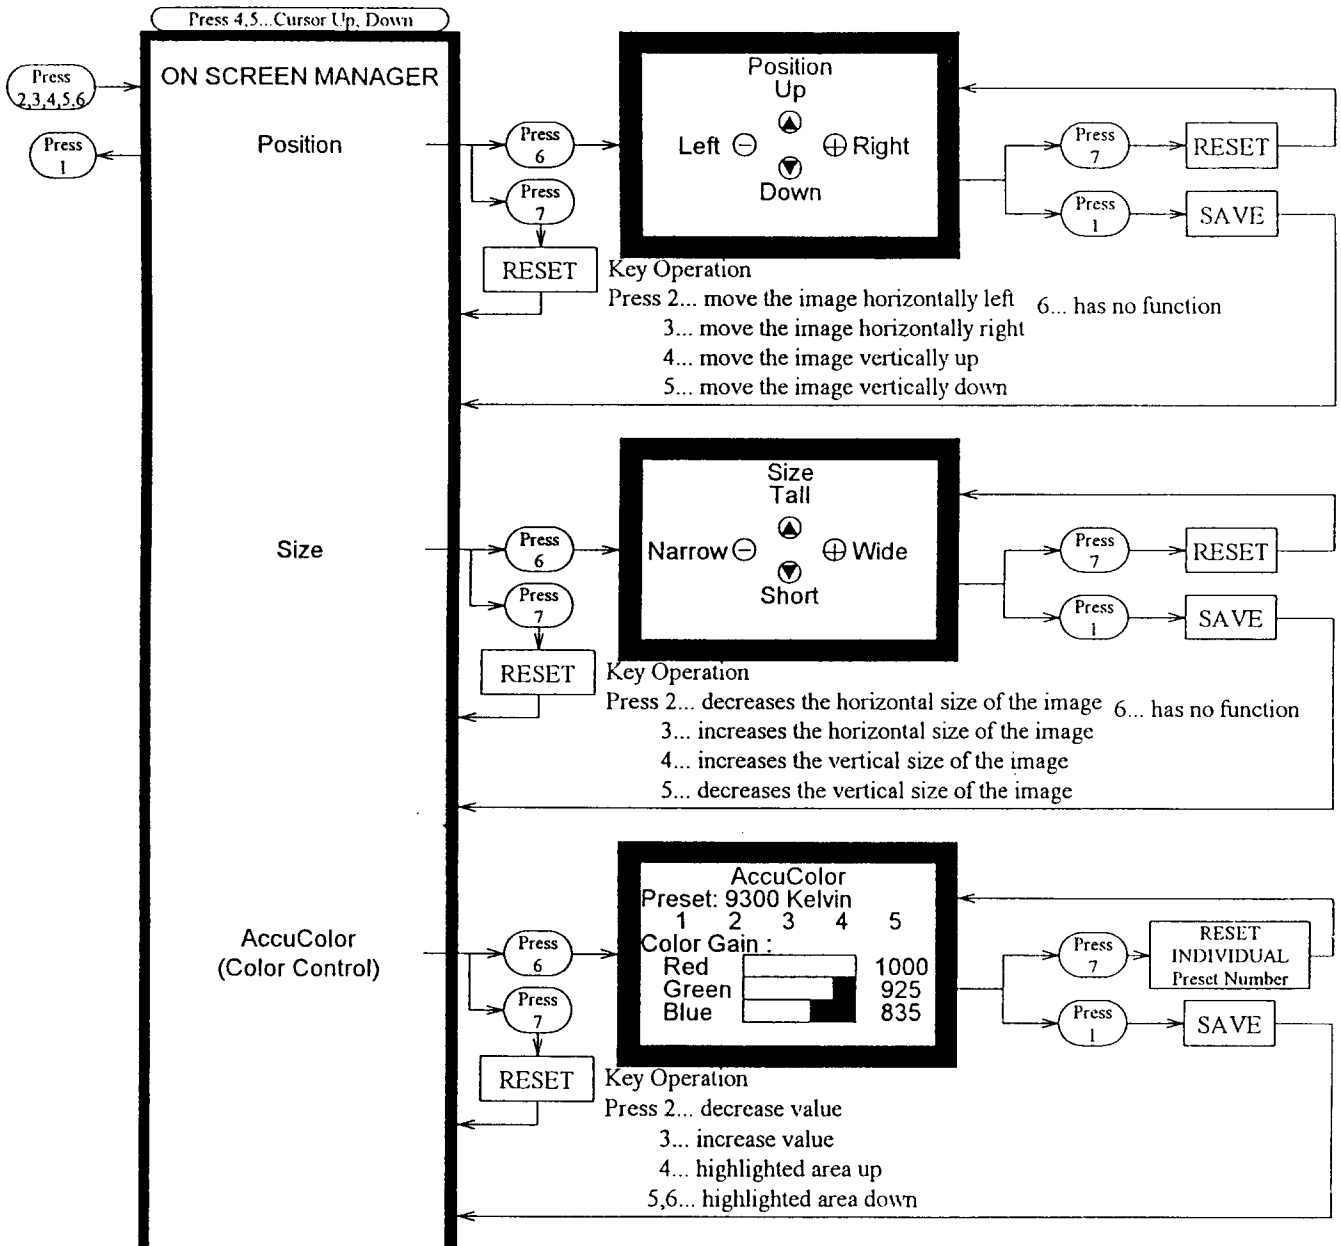 Press 4,5...Cursor Up, Down
Press
2,3,4,5,6
Press
1
ON SCREEN MANAGER
Position
Press
6
Press
7
RESET
Position
Up
Left
Right
Down
Press
7
RESET
Press
1
SAVE
Key Operation
Press 2... move the image horizontally left
6... has no function
3... move the image horizontally right
4... move the image vertically up
5... move the image vertically down
Size
Press
6
Press
7
RESET
Size
Tall
Narrow
Wide
Short
Press
7
RESET
Press
1
SAVE
Key Operation
Press 2... decreases the horizontal size of the image
6... has no function
3... increases the horizontal size of the image
4... increases the vertical size of the image
5... decreases the vertical size of the image
AccuColor
(Color Control)
Press
6
Press
7
RESET
AccuColor
Preset: 9300 Kelvin
1 2 3 4 5
Color Gain :
Red 1000
Green 925
Blue 835
Press
7
RESET
INDIVIDUAL
Preset Number
Press
1
SAVE
Key Operation
Press 2... decrease value
3... increase value
4... highlighted area up
5,6... highlighted area down